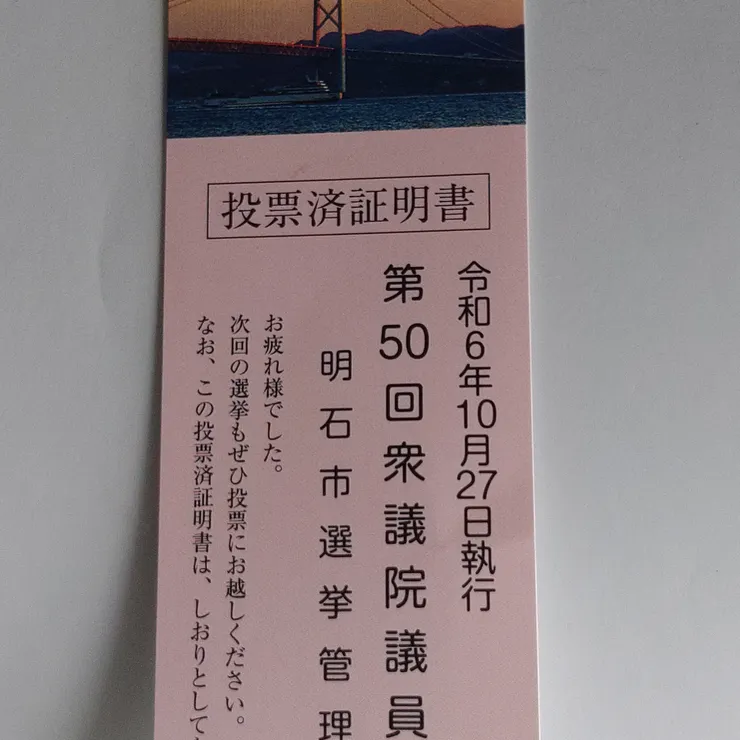 投票済証明書
令和6年10月27日執行
第50回衆議院議員
明石市選挙管理
お疲れ様でした。
次回の選挙もぜひ投票にお越しください。
なお、この投票済証明書は、しおりとして